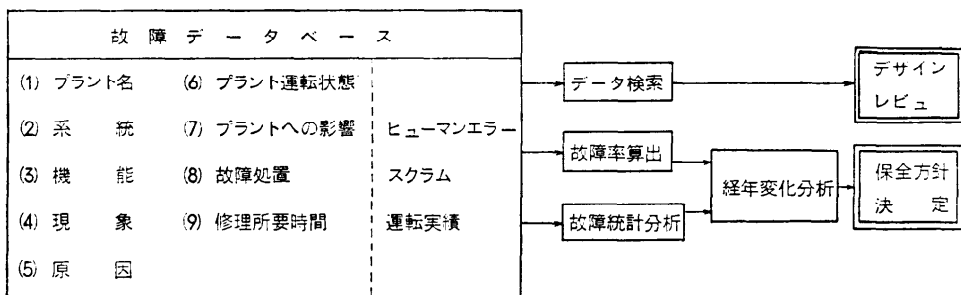 故障データベース
(1) プラント名
(2) 系統
(3) 機能
(4) 現象
(5) 原因
(6) プラント運転状態
(7) プラントへの影響
(8) 故障処置
(9) 修理所要時間
ヒューマンエラー
スクラム
運転実績
データ検索
故障率算出
故障統計分析
経年変化分析
デザイン
レビュ
保全方針
決定